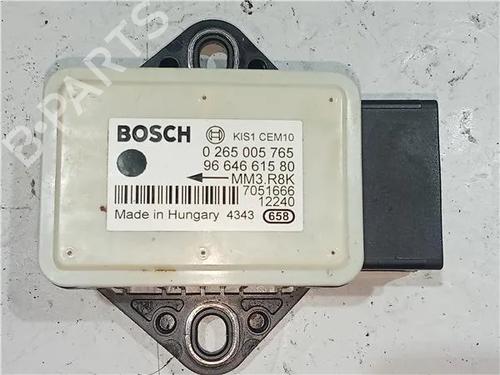 B-PARTS
BOSCH KIS1 CEM10
0 265 005 765
96 646 615 80
MM3.R8K
7051666
12240
Made in Hungary 4343 658